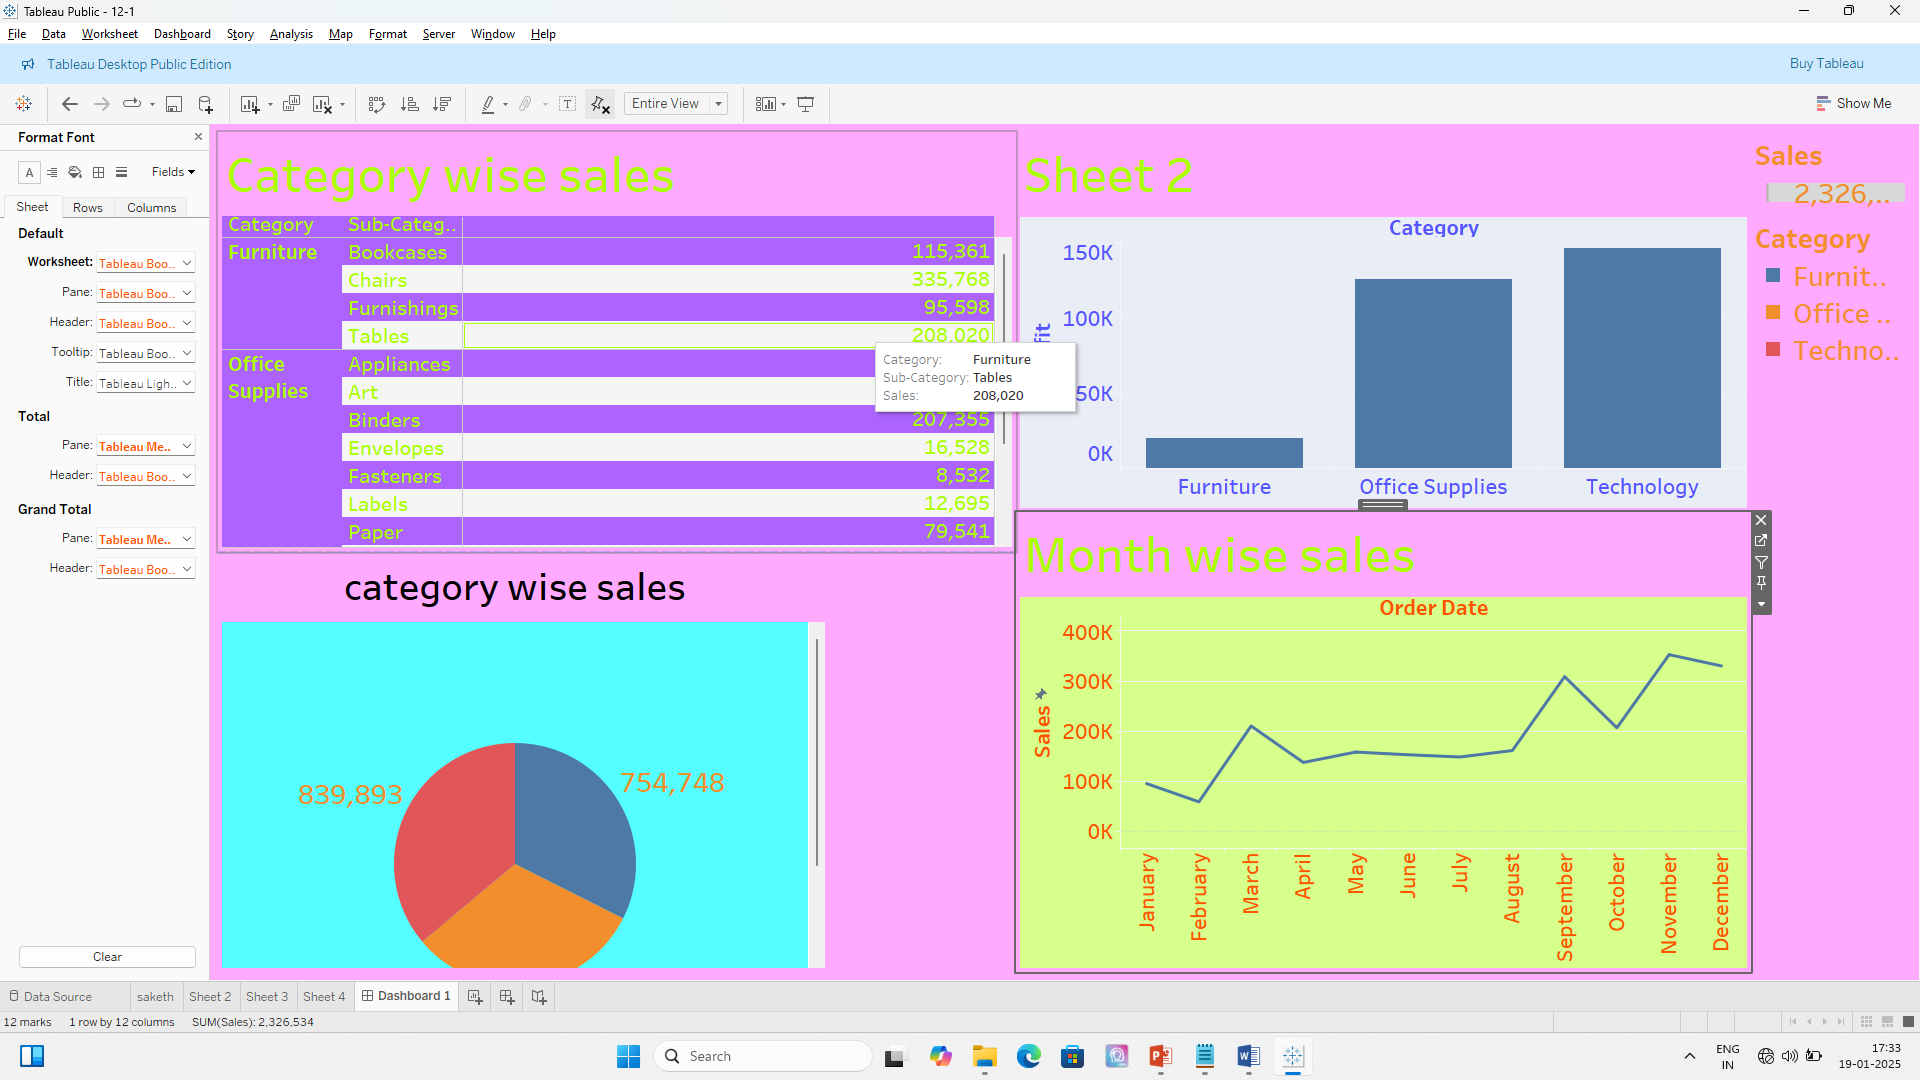 Tableau Public - 12-1
File Data Worksheet Dashboard Story Analysis Map Format Server Window Help
Tableau Desktop Public Edition
Buy Tableau
Entire View
Show Me
Format Font
A
Fields
Sheet Rows Columns
Default
Worksheet: Tableau Boo..
Pane: Tableau Boo..
Header: Tableau Boo..
Tooltip: Tableau Boo..
Title: Tableau Ligh..
Total
Pane: Tableau Me..
Header: Tableau Boo..
Grand Total
Pane: Tableau Me..
Header: Tableau Boo..
Clear
Category wise sales
Category Sub-Categ..
Furniture Bookcases 115,361
Chairs 335,768
Furnishings 95,598
Tables 208,020
Office Supplies Appliances
Art
Binders 207,355
Envelopes 16,528
Fasteners 8,532
Labels 12,695
Paper 79,541
Category: Furniture
Sub-Category: Tables
Sales: 208,020
Sheet 2
Category
150K
100K
50K
0K
fit
Furniture Office Supplies Technology
Sales
2,326,..
Category
Furnit..
Office ..
Techno..
category wise sales
839,893
754,748
Month wise sales
Order Date
400K
300K
200K
100K
0K
Sales
January February March April May June July August September October November December
Data Source saketh Sheet 2 Sheet 3 Sheet 4 Dashboard 1
12 marks 1 row by 12 columns SUM(Sales): 2,326,534
Search
ENG
IN
17:33
19-01-2025